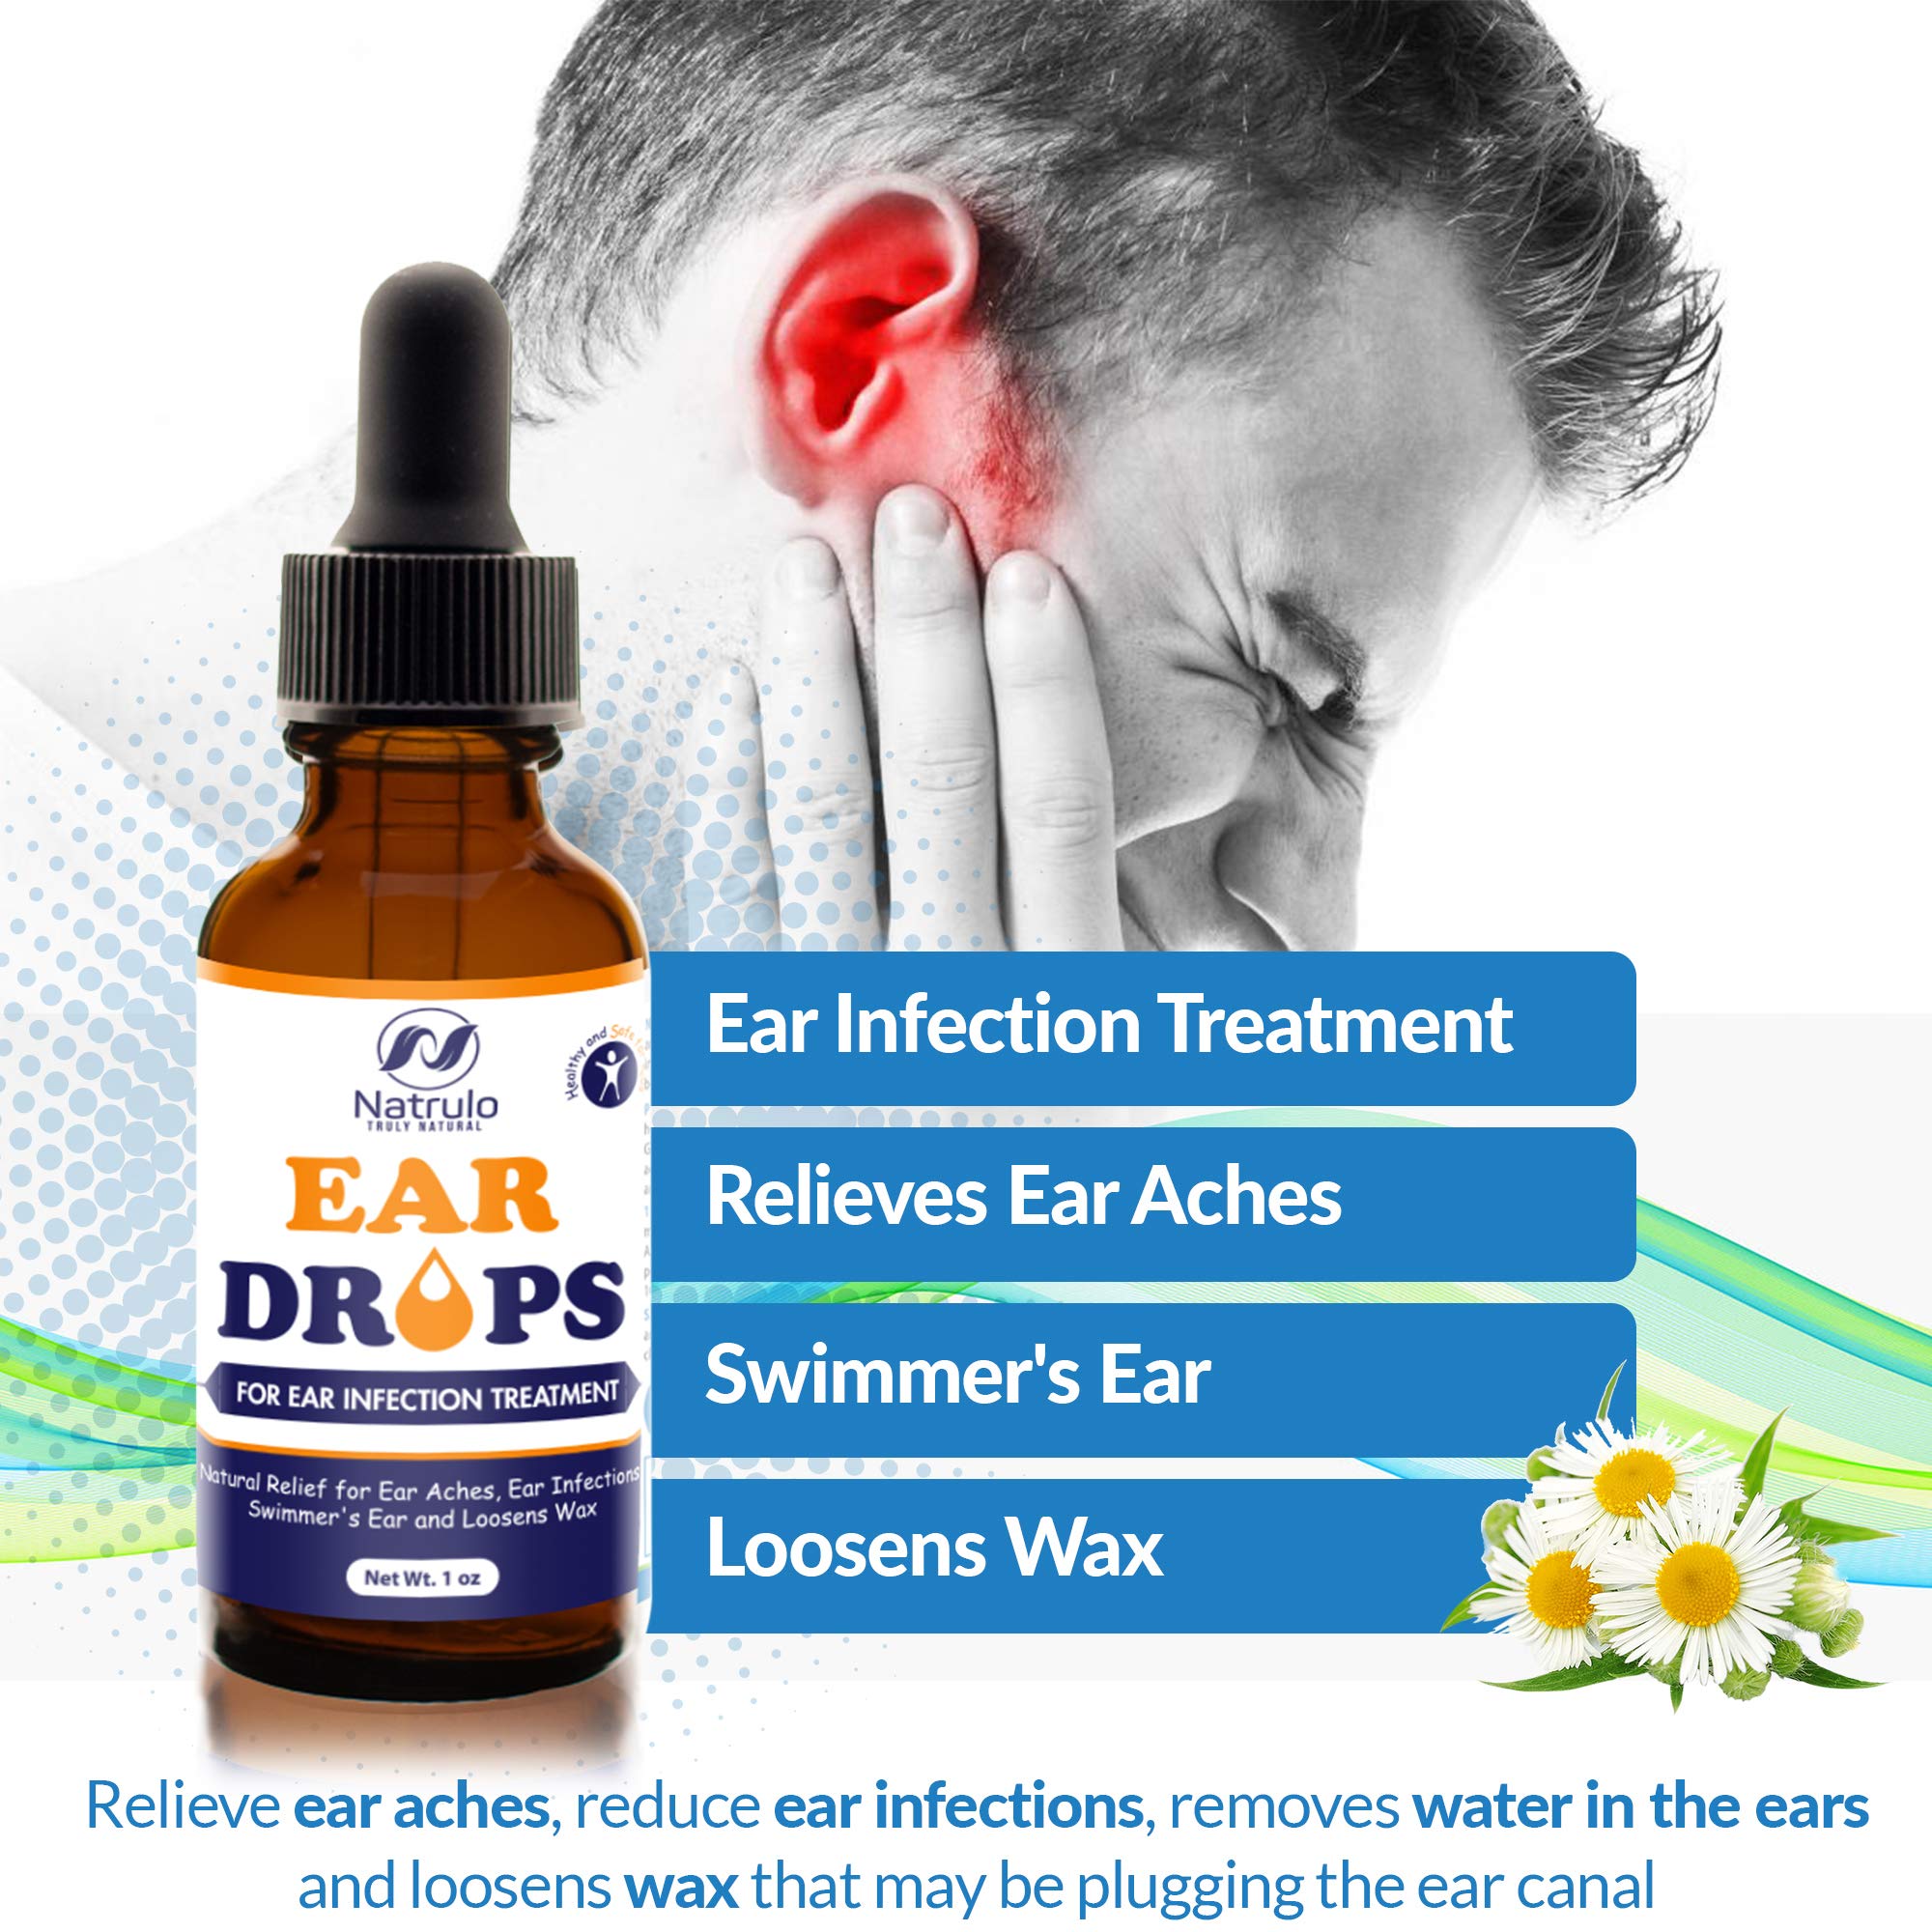 Healthy and Safe
Natrulo
TRULY NATURAL
EAR
DROPS
FOR EAR INFECTION TREATMENT
Natural Relief for Ear Aches, Ear Infections
Swimmer's Ear and Loosens Wax
Net Wt. 1 oz
Ear Infection Treatment
Relieves Ear Aches
Swimmer's Ear
Loosens Wax
Relieve ear aches, reduce ear infections, removes water in the ears
and loosens wax that may be plugging the ear canal